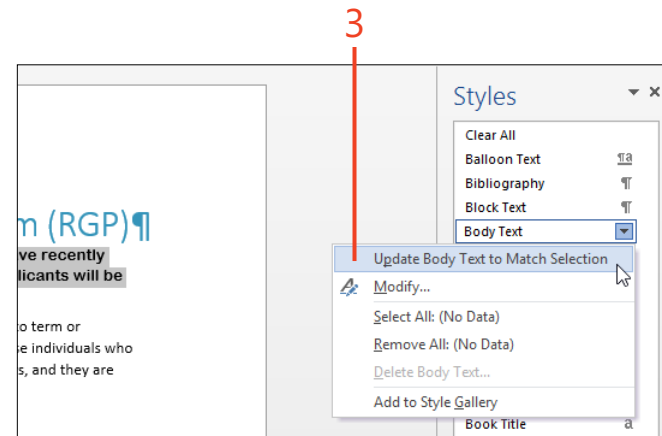 3
Styles
Clear All
Balloon Text ¶a
Bibliography ¶
Block Text ¶
Body Text
m (RGP)¶
ve recently
licants will be
to term or
se individuals who
s, and they are
Update Body Text to Match Selection
Modify...
Select All: (No Data)
Remove All: (No Data)
Delete Body Text...
Add to Style Gallery
Book Title a